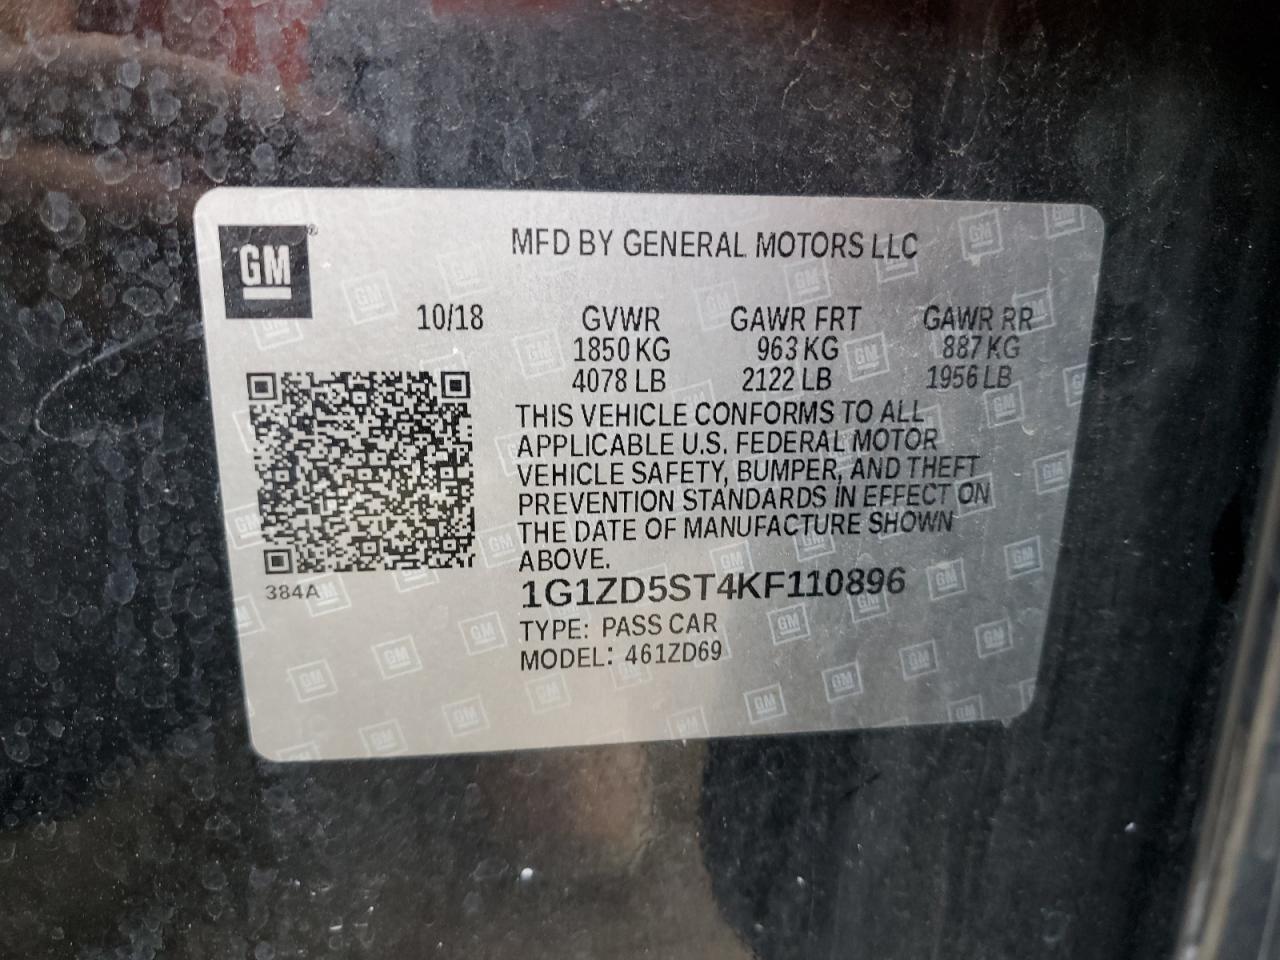 GM®
MFD BY GENERAL MOTORS LLC
10/18 GVWR GAWR FRT GAWR RR
1850 KG 963 KG 887 KG
4078 LB 2122 LB 1956 LB
THIS VEHICLE CONFORMS TO ALL
APPLICABLE U.S. FEDERAL MOTOR
VEHICLE SAFETY, BUMPER, AND THEFT
PREVENTION STANDARDS IN EFFECT ON
THE DATE OF MANUFACTURE SHOWN
ABOVE.
384A
1G1ZD5ST4KF110896
TYPE: PASS CAR
MODEL: 461ZD69